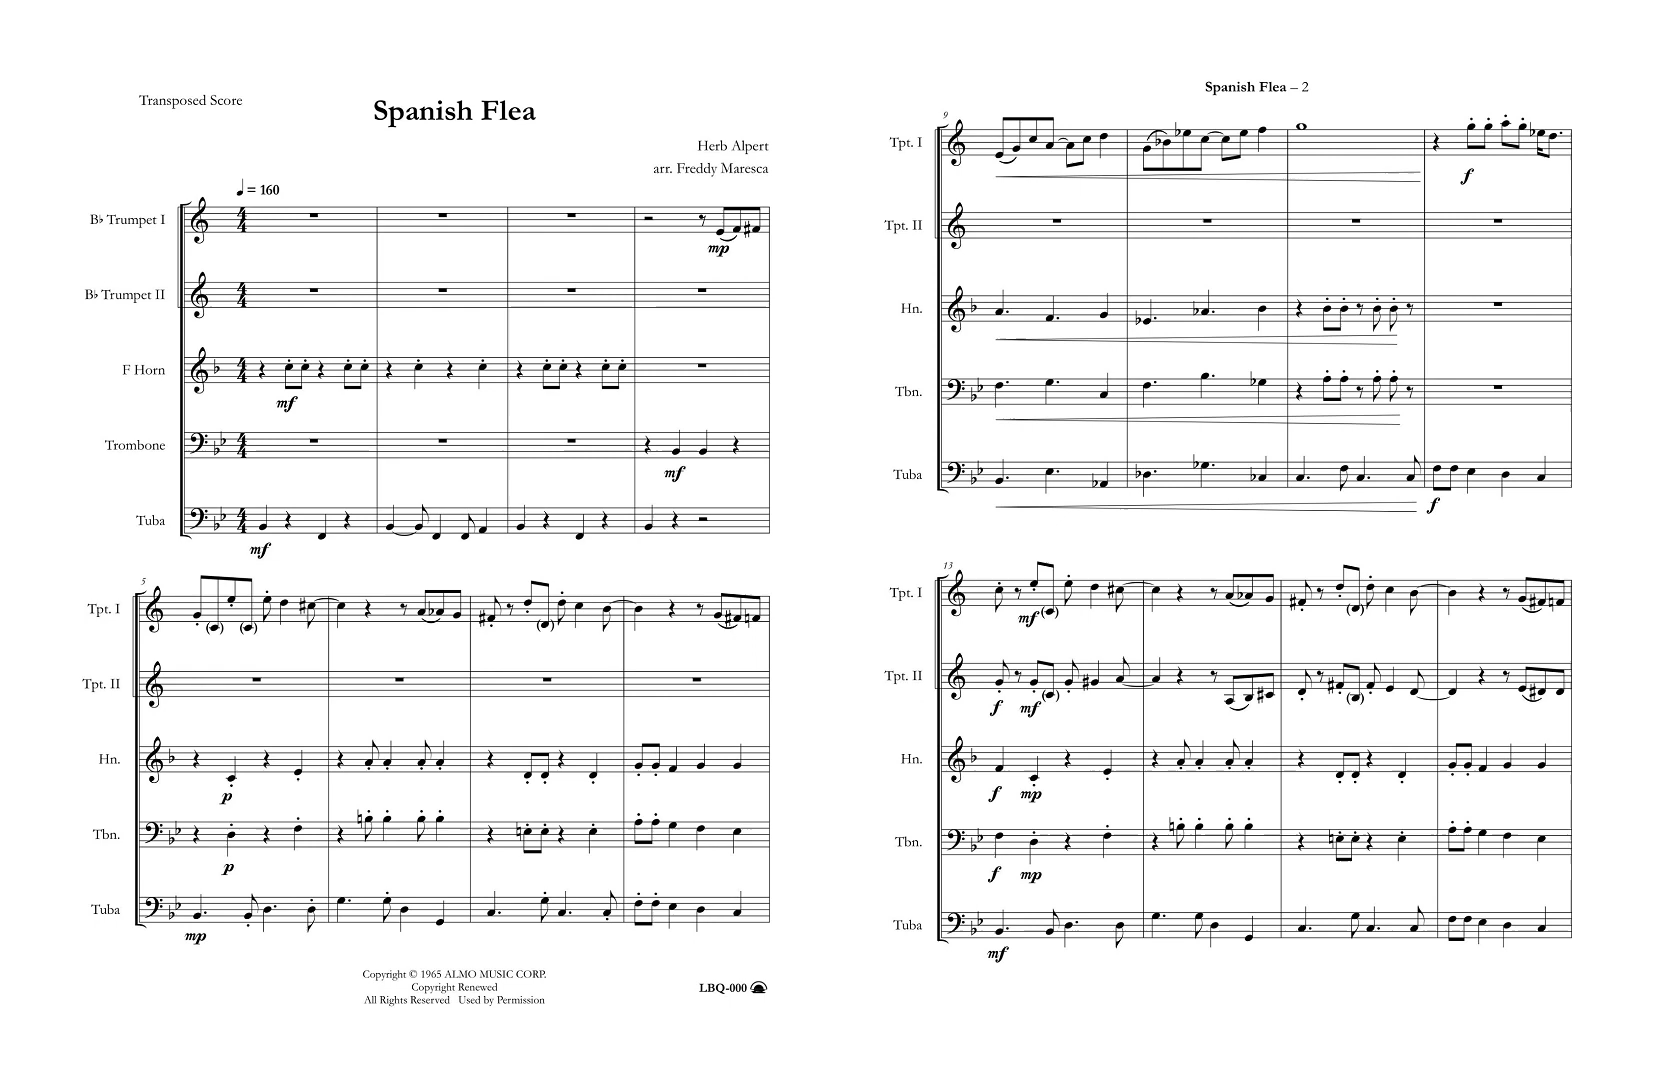 Transposed Score
Spanish Flea
Herb Alpert
arr. Freddy Maresca
♩ = 160
B♭ Trumpet I
mp
B♭ Trumpet II
F Horn
mf
Trombone
mf
Tuba
mf
5
Tpt. I
Tpt. II
Hn.
p
Tbn.
p
Tuba
mp
Copyright © 1965 ALMO MUSIC CORP.
Copyright Renewed
All Rights Reserved Used by Permission
LBQ-000
Spanish Flea – 2
9
Tpt. I
f
Tpt. II
Hn.
Tbn.
Tuba
f
13
Tpt. I
mf
Tpt. II
f mf
Hn.
f mp
Tbn.
f mp
Tuba
mf